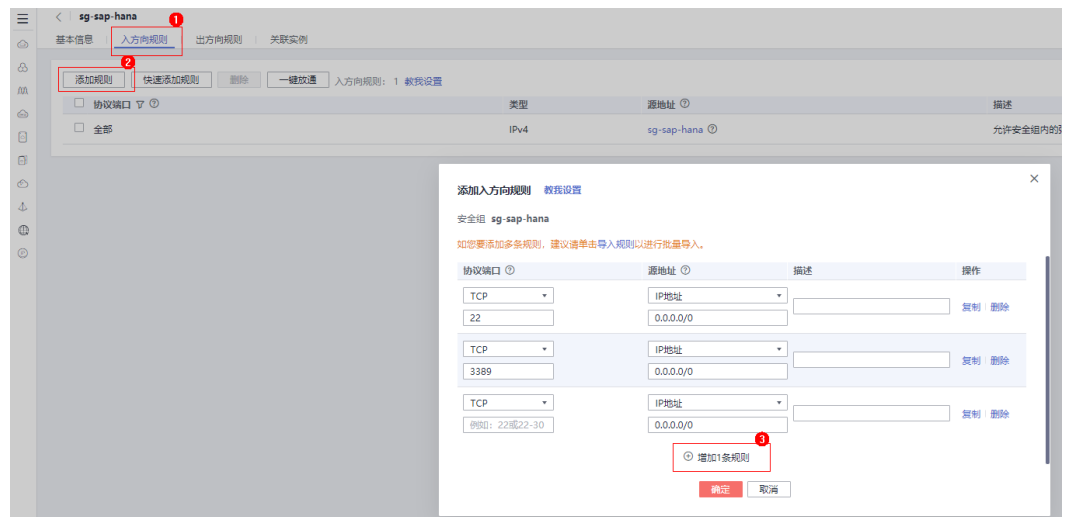 sg-sap-hana
1
基本信息 入方向规则 出方向规则 关联实例
2
添加规则 快速添加规则 删除 一键放通 入方向规则: 1 教我设置
协议端口 类型 源地址 描述
全部 IPv4 sg-sap-hana 允许安全组内的
添加入方向规则 教我设置
安全组 sg-sap-hana
如您要添加多条规则，建议请单击导入规则以进行批量导入。
协议端口 源地址 描述 操作
TCP IP地址
22 0.0.0.0/0
复制 删除
TCP IP地址
3389 0.0.0.0/0
复制 删除
TCP IP地址
例如：22或22-30 0.0.0.0/0
复制 删除
3
增加1条规则
确定 取消